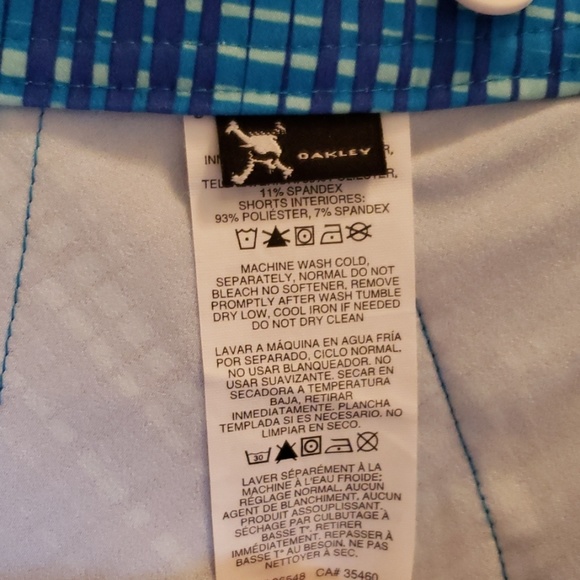 OAKLEY
11% SPANDEX
SHORTS INTERIORES:
93% POLIÉSTER, 7% SPANDEX
MACHINE WASH COLD,
SEPARATELY, NORMAL DO NOT
BLEACH NO SOFTENER, REMOVE
PROMPTLY AFTER WASH TUMBLE
DRY LOW, COOL IRON IF NEEDED
DO NOT DRY CLEAN
LAVAR A MÁQUINA EN AGUA FRÍA
POR SEPARADO, CICLO NORMAL.
NO USAR BLANQUEADOR. NO
USAR SUAVIZANTE. SECAR EN
SECADORA A TEMPERATURA
BAJA, RETIRAR
INMEDIATAMENTE. PLANCHA
TEMPLADA SI ES NECESARIO. NO
LIMPIAR EN SECO.
30
LAVER SÉPARÉMENT À LA
MACHINE À L'EAU FROIDE;
RÉGLAGE NORMAL. AUCUN
AGENT DE BLANCHIMENT. AUCUN
PRODUIT ASSOUPLISSANT.
SÉCHAGE PAR CULBUTAGE À
BASSE T°. RETIRER
IMMÉDIATEMENT. REPASSER À
BASSE T° AU BESOIN. NE PAS
NETTOYER À SEC.
CA# 35460